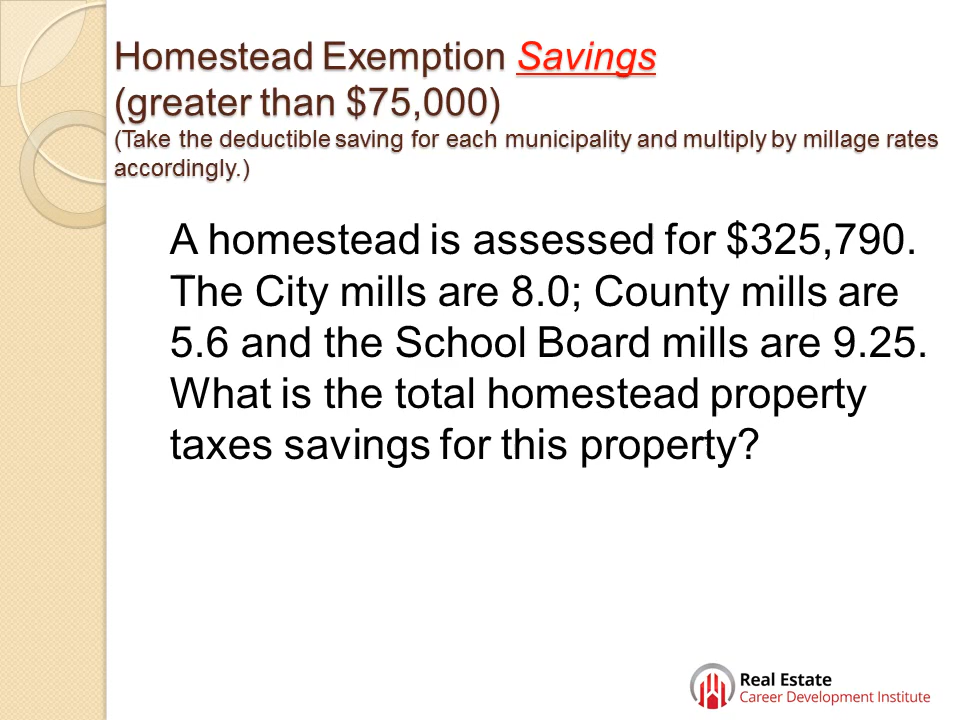 Homestead Exemption Savings
(greater than $75,000)
(Take the deductible saving for each municipality and multiply by millage rates
accordingly.)
A homestead is assessed for $325,790.
The City mills are 8.0; County mills are
5.6 and the School Board mills are 9.25.
What is the total homestead property
taxes savings for this property?
Real Estate
Career Development Institute